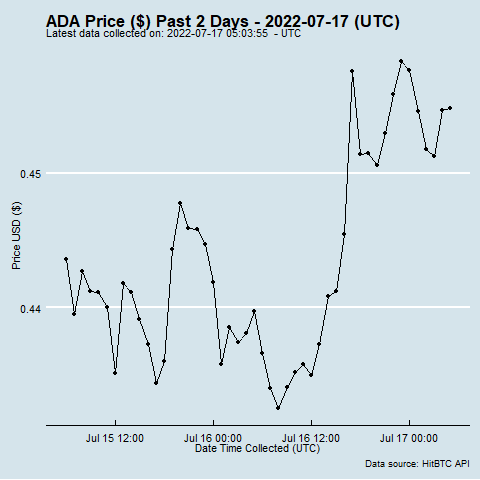 ADA Price ($) Past 2 Days - 2022-07-17 (UTC)
Latest data collected on: 2022-07-17 05:03:55 - UTC
0.45
Price USD ($)
0.44
Jul 15 12:00 Jul 16 00:00 Jul 16 12:00 Jul 17 00:00
Date Time Collected (UTC)
Data source: HitBTC API